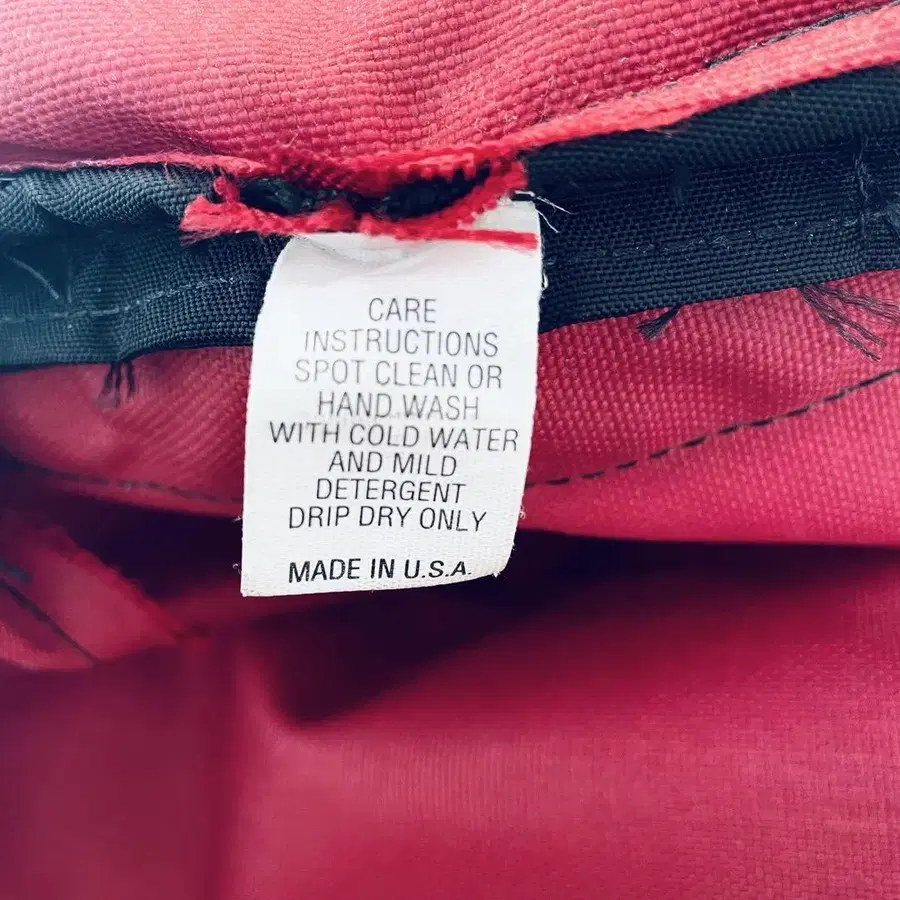 CARE
INSTRUCTIONS
SPOT CLEAN OR
HAND WASH
WITH COLD WATER
AND MILD
DETERGENT
DRIP DRY ONLY
MADE IN U.S.A.